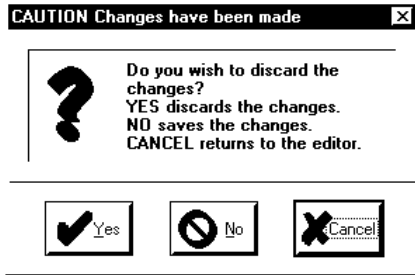 CAUTION Changes have been made
Do you wish to discard the
changes?
YES discards the changes.
NO saves the changes.
CANCEL returns to the editor.
Yes
No
Cancel